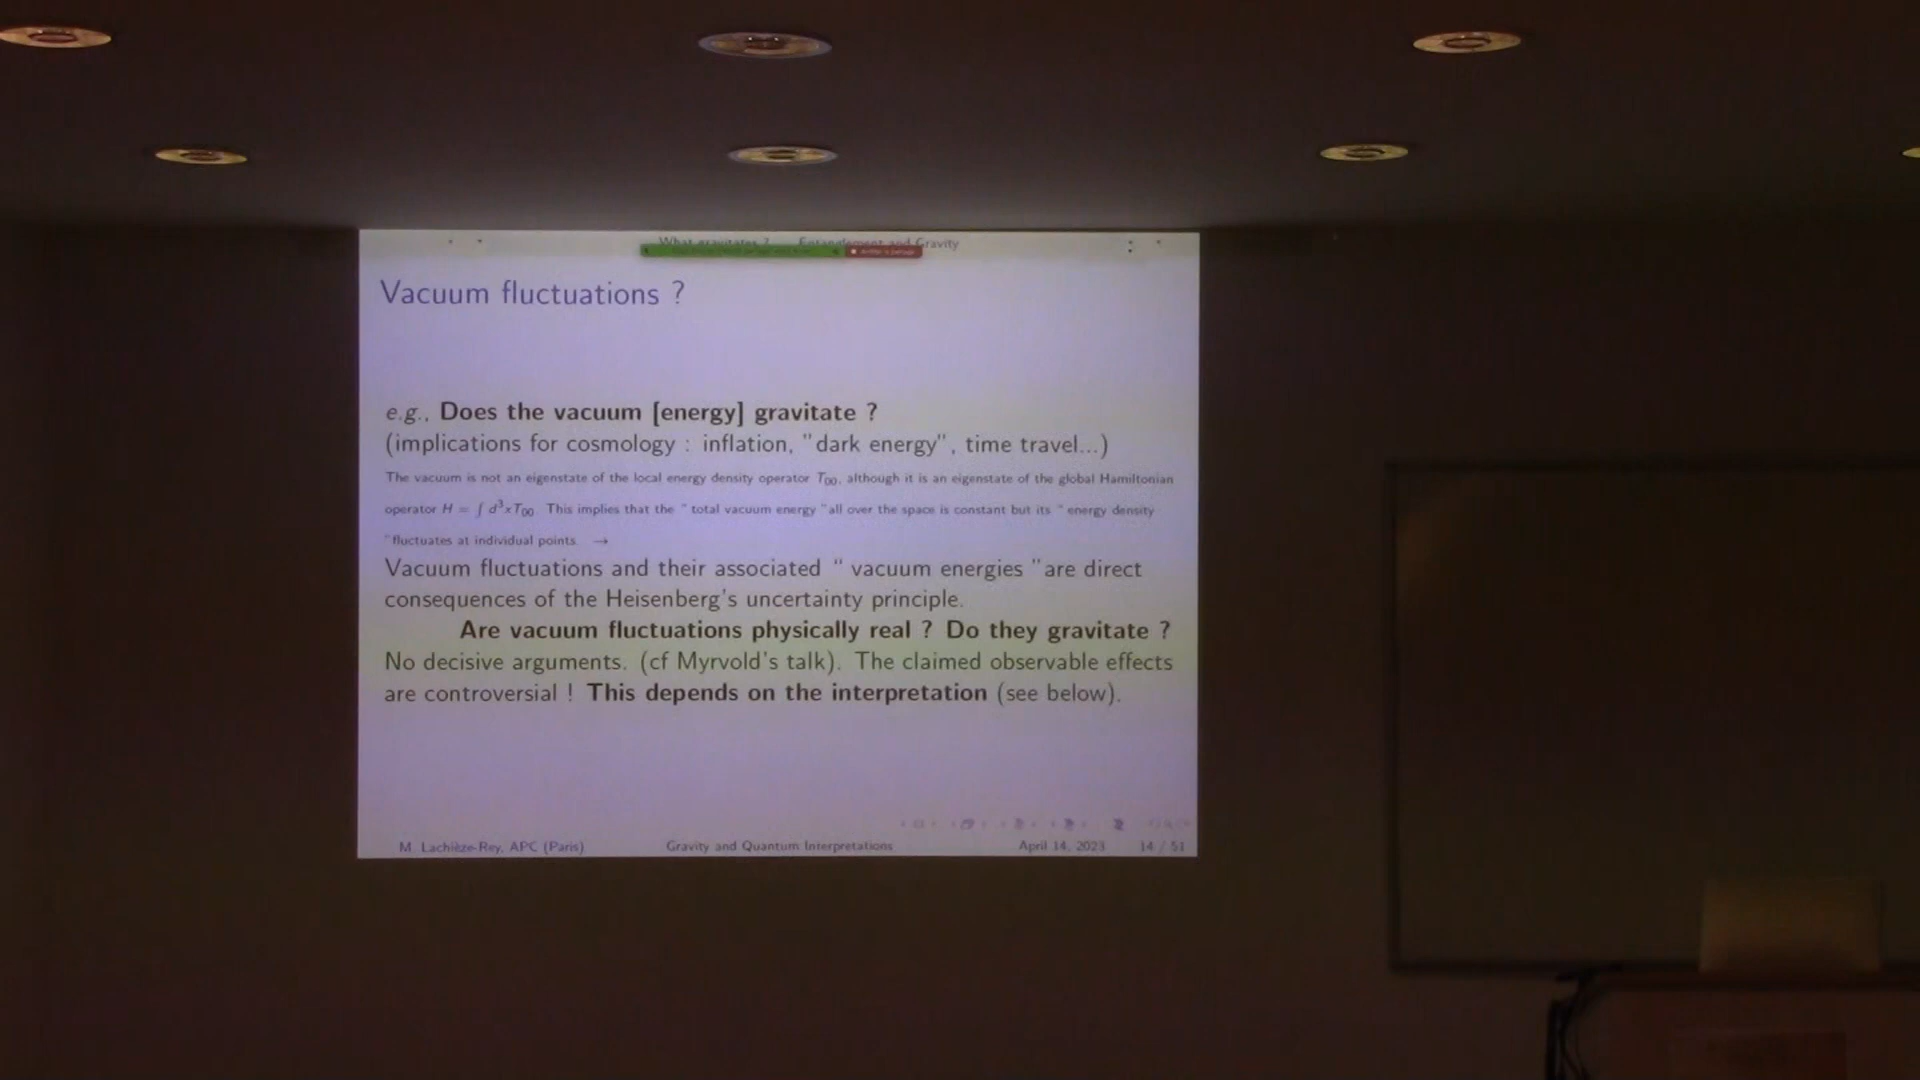 What gravitates ? Entanglement and Gravity
Vacuum fluctuations ?
e.g., Does the vacuum [energy] gravitate ?
(implications for cosmology : inflation, "dark energy", time travel...)
The vacuum is not an eigenstate of the local energy density operator T₀₀, although it is an eigenstate of the global Hamiltonian
operator H = ∫ d³x T₀₀. This implies that the " total vacuum energy "all over the space is constant but its " energy density
"fluctuates at individual points. →
Vacuum fluctuations and their associated " vacuum energies "are direct
consequences of the Heisenberg's uncertainty principle.
Are vacuum fluctuations physically real ? Do they gravitate ?
No decisive arguments. (cf Myrvold's talk). The claimed observable effects
are controversial ! This depends on the interpretation (see below).
M. Lachièze-Rey, APC (Paris) Gravity and Quantum Interpretations April 14, 2023 14 / 51